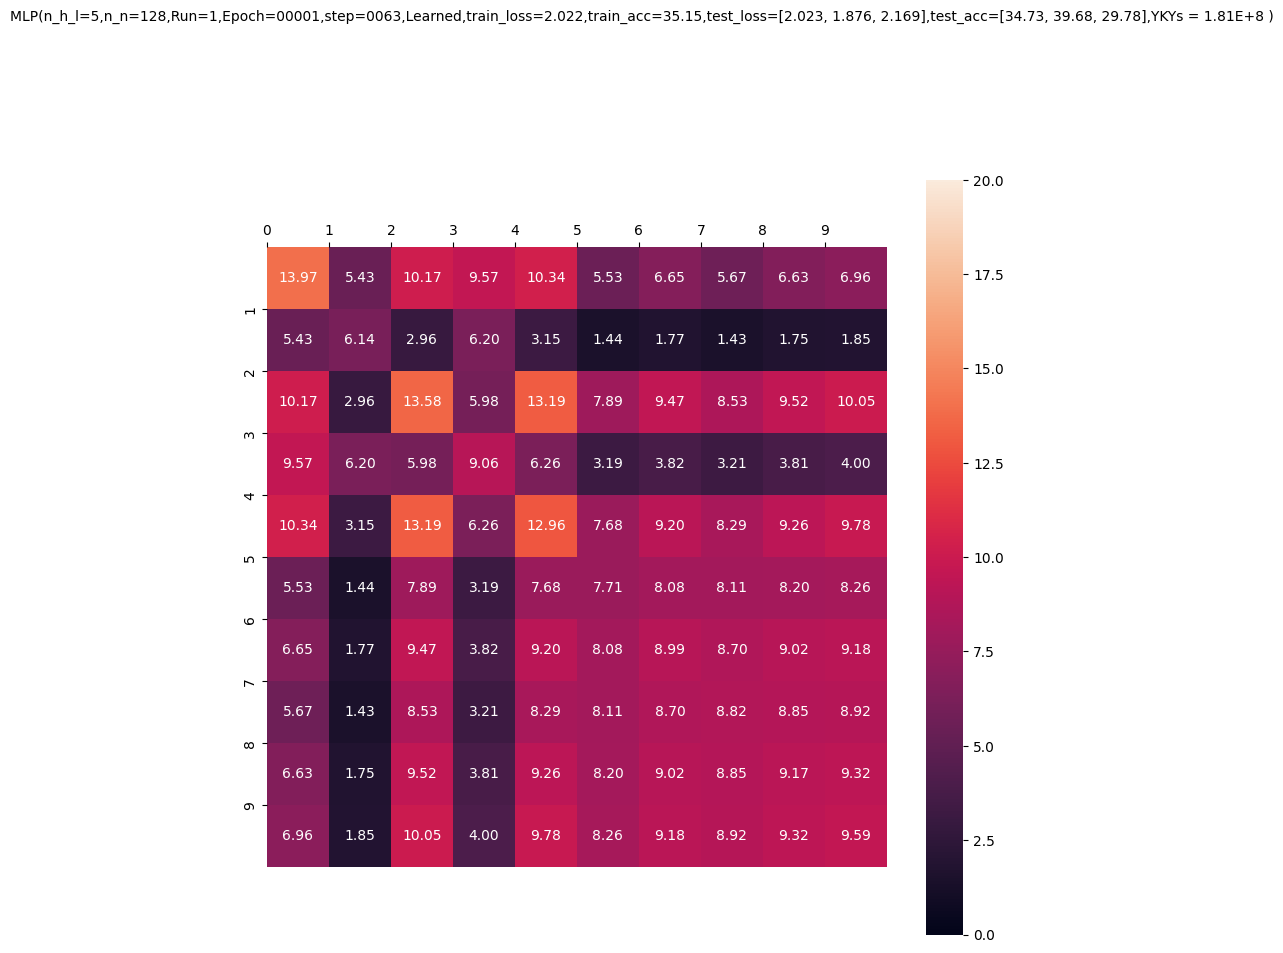 MLP(n_h_l=5,n_n=128,Run=1,Epoch=00001,step=0063,Learned,train_loss=2.022,train_acc=35.15,test_loss=[2.023, 1.876, 2.169],test_acc=[34.73, 39.68, 29.78],YKYs = 1.81E+8 )
0 1 2 3 4 5 6 7 8 9
13.97 5.43 10.17 9.57 10.34 5.53 6.65 5.67 6.63 6.96
1
5.43 6.14 2.96 6.20 3.15 1.44 1.77 1.43 1.75 1.85
2
10.17 2.96 13.58 5.98 13.19 7.89 9.47 8.53 9.52 10.05
3
9.57 6.20 5.98 9.06 6.26 3.19 3.82 3.21 3.81 4.00
4
10.34 3.15 13.19 6.26 12.96 7.68 9.20 8.29 9.26 9.78
5
5.53 1.44 7.89 3.19 7.68 7.71 8.08 8.11 8.20 8.26
6
6.65 1.77 9.47 3.82 9.20 8.08 8.99 8.70 9.02 9.18
7
5.67 1.43 8.53 3.21 8.29 8.11 8.70 8.82 8.85 8.92
8
6.63 1.75 9.52 3.81 9.26 8.20 9.02 8.85 9.17 9.32
9
6.96 1.85 10.05 4.00 9.78 8.26 9.18 8.92 9.32 9.59
20.0
17.5
15.0
12.5
10.0
7.5
5.0
2.5
0.0